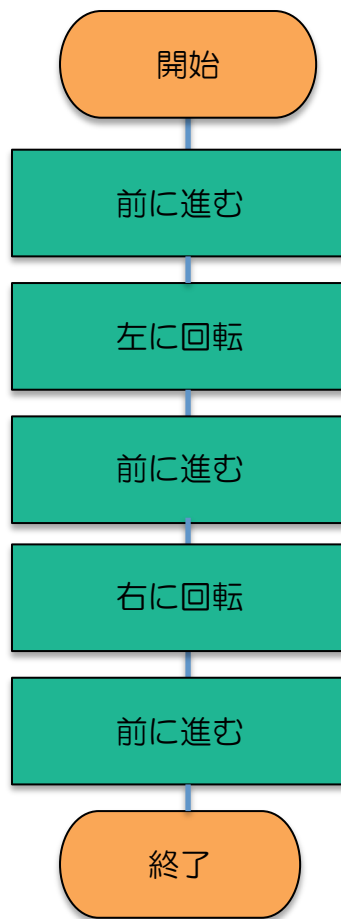 開始
前に進む
左に回転
前に進む
右に回転
前に進む
終了